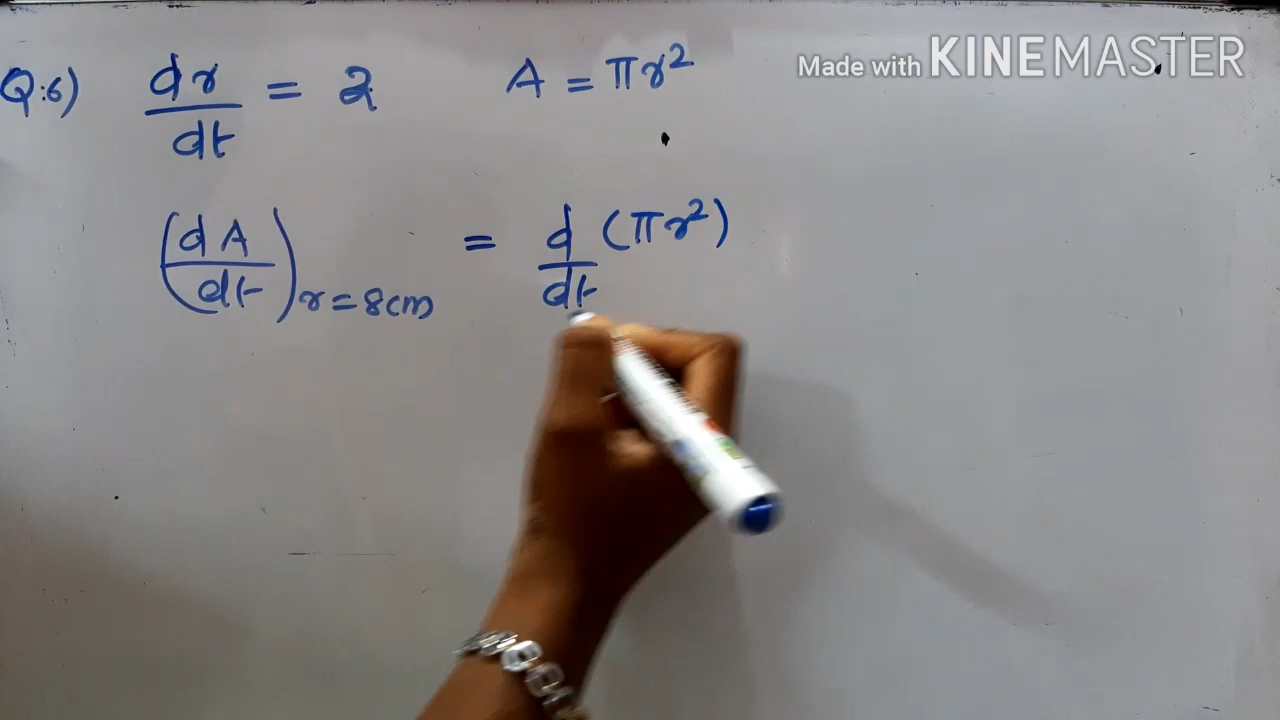 Q:6) dr/dt = 2 A = πr²
Made with KINEMASTER
(dA/dt)r=8cm = d/dt (πr²)